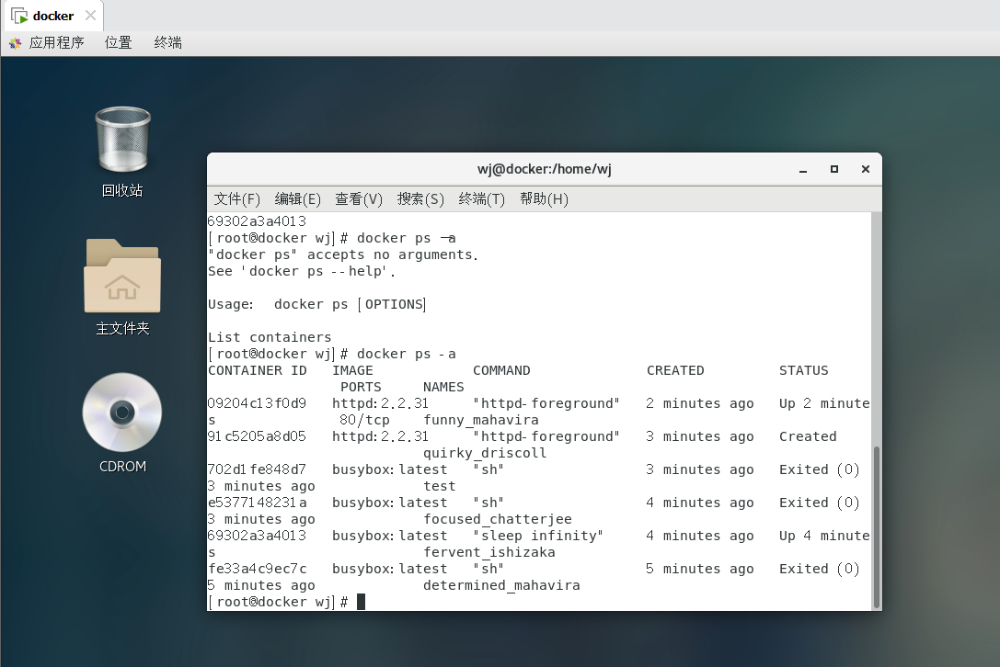 docker
应用程序 位置 终端
回收站
主文件夹
CDROM
wj@docker:/home/wj
文件(F) 编辑(E) 查看(V) 搜索(S) 终端(T) 帮助(H)
69302a3a4013
[root@docker wj]# docker ps —a
"docker ps" accepts no arguments.
See 'docker ps --help'.
Usage:  docker ps [OPTIONS]
List containers
[root@docker wj]# docker ps -a
CONTAINER ID   IMAGE            COMMAND              CREATED         STATUS
                PORTS     NAMES
09204c13f0d9   httpd:2.2.31     "httpd-foreground"   2 minutes ago   Up 2 minute
s               80/tcp    funny_mahavira
91c5205a8d05   httpd:2.2.31     "httpd-foreground"   3 minutes ago   Created
                          quirky_driscoll
702d1fe848d7   busybox:latest   "sh"                 3 minutes ago   Exited (0)
3 minutes ago             test
e5377148231a   busybox:latest   "sh"                 4 minutes ago   Exited (0)
3 minutes ago             focused_chatterjee
69302a3a4013   busybox:latest   "sleep infinity"     4 minutes ago   Up 4 minute
s                         fervent_ishizaka
fe33a4c9ec7c   busybox:latest   "sh"                 5 minutes ago   Exited (0)
5 minutes ago             determined_mahavira
[root@docker wj]#